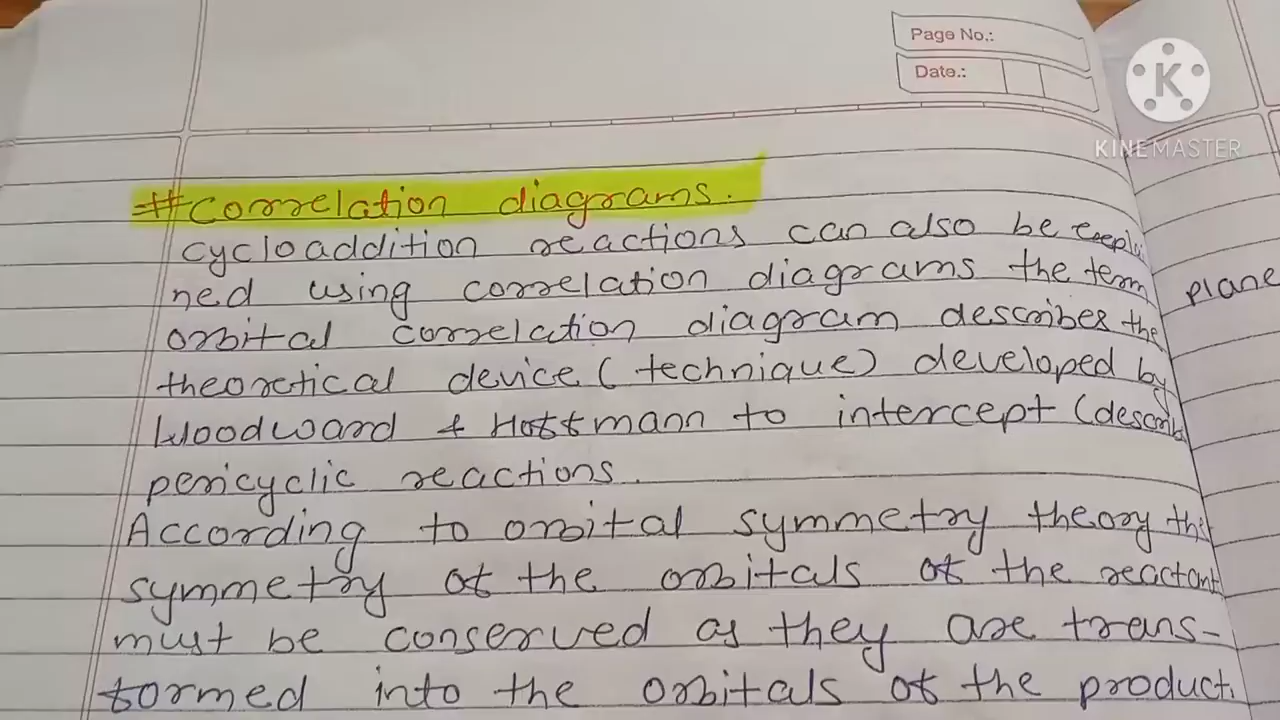 Page No.:
Date.:
K
KINEMASTER
# Correlation diagrams.
cycloaddition reactions can also be expla
ned using correlation diagrams the term
orbital correlation diagram describes the
theoretical device (technique) developed by
Woodward & Hoffmann to intercept (describ
pericyclic reactions.
According to orbital symmetry theory the
symmetry of the orbitals of the reactant
must be conserved as they are trans-
formed into the orbitals of the product.
plane